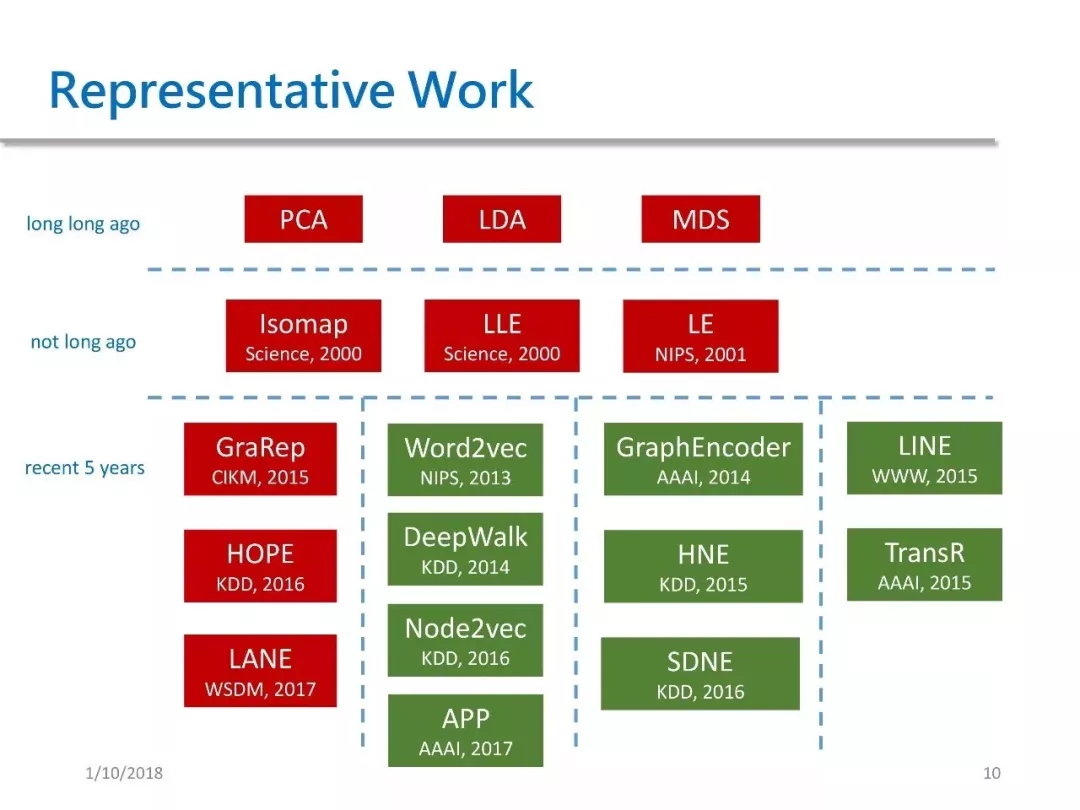 Representative Work
long long ago
PCA
LDA
MDS
not long ago
Isomap
Science, 2000
LLE
Science, 2000
LE
NIPS, 2001
recent 5 years
GraRep
CIKM, 2015
HOPE
KDD, 2016
LANE
WSDM, 2017
Word2vec
NIPS, 2013
DeepWalk
KDD, 2014
Node2vec
KDD, 2016
APP
AAAI, 2017
GraphEncoder
AAAI, 2014
HNE
KDD, 2015
SDNE
KDD, 2016
LINE
WWW, 2015
TransR
AAAI, 2015
1/10/2018
10